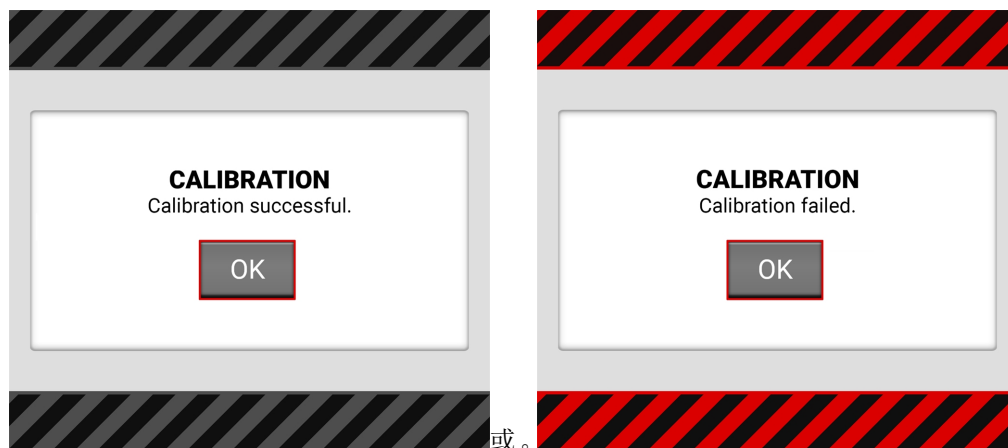 CALIBRATION
Calibration successful.
OK
或。
CALIBRATION
Calibration failed.
OK